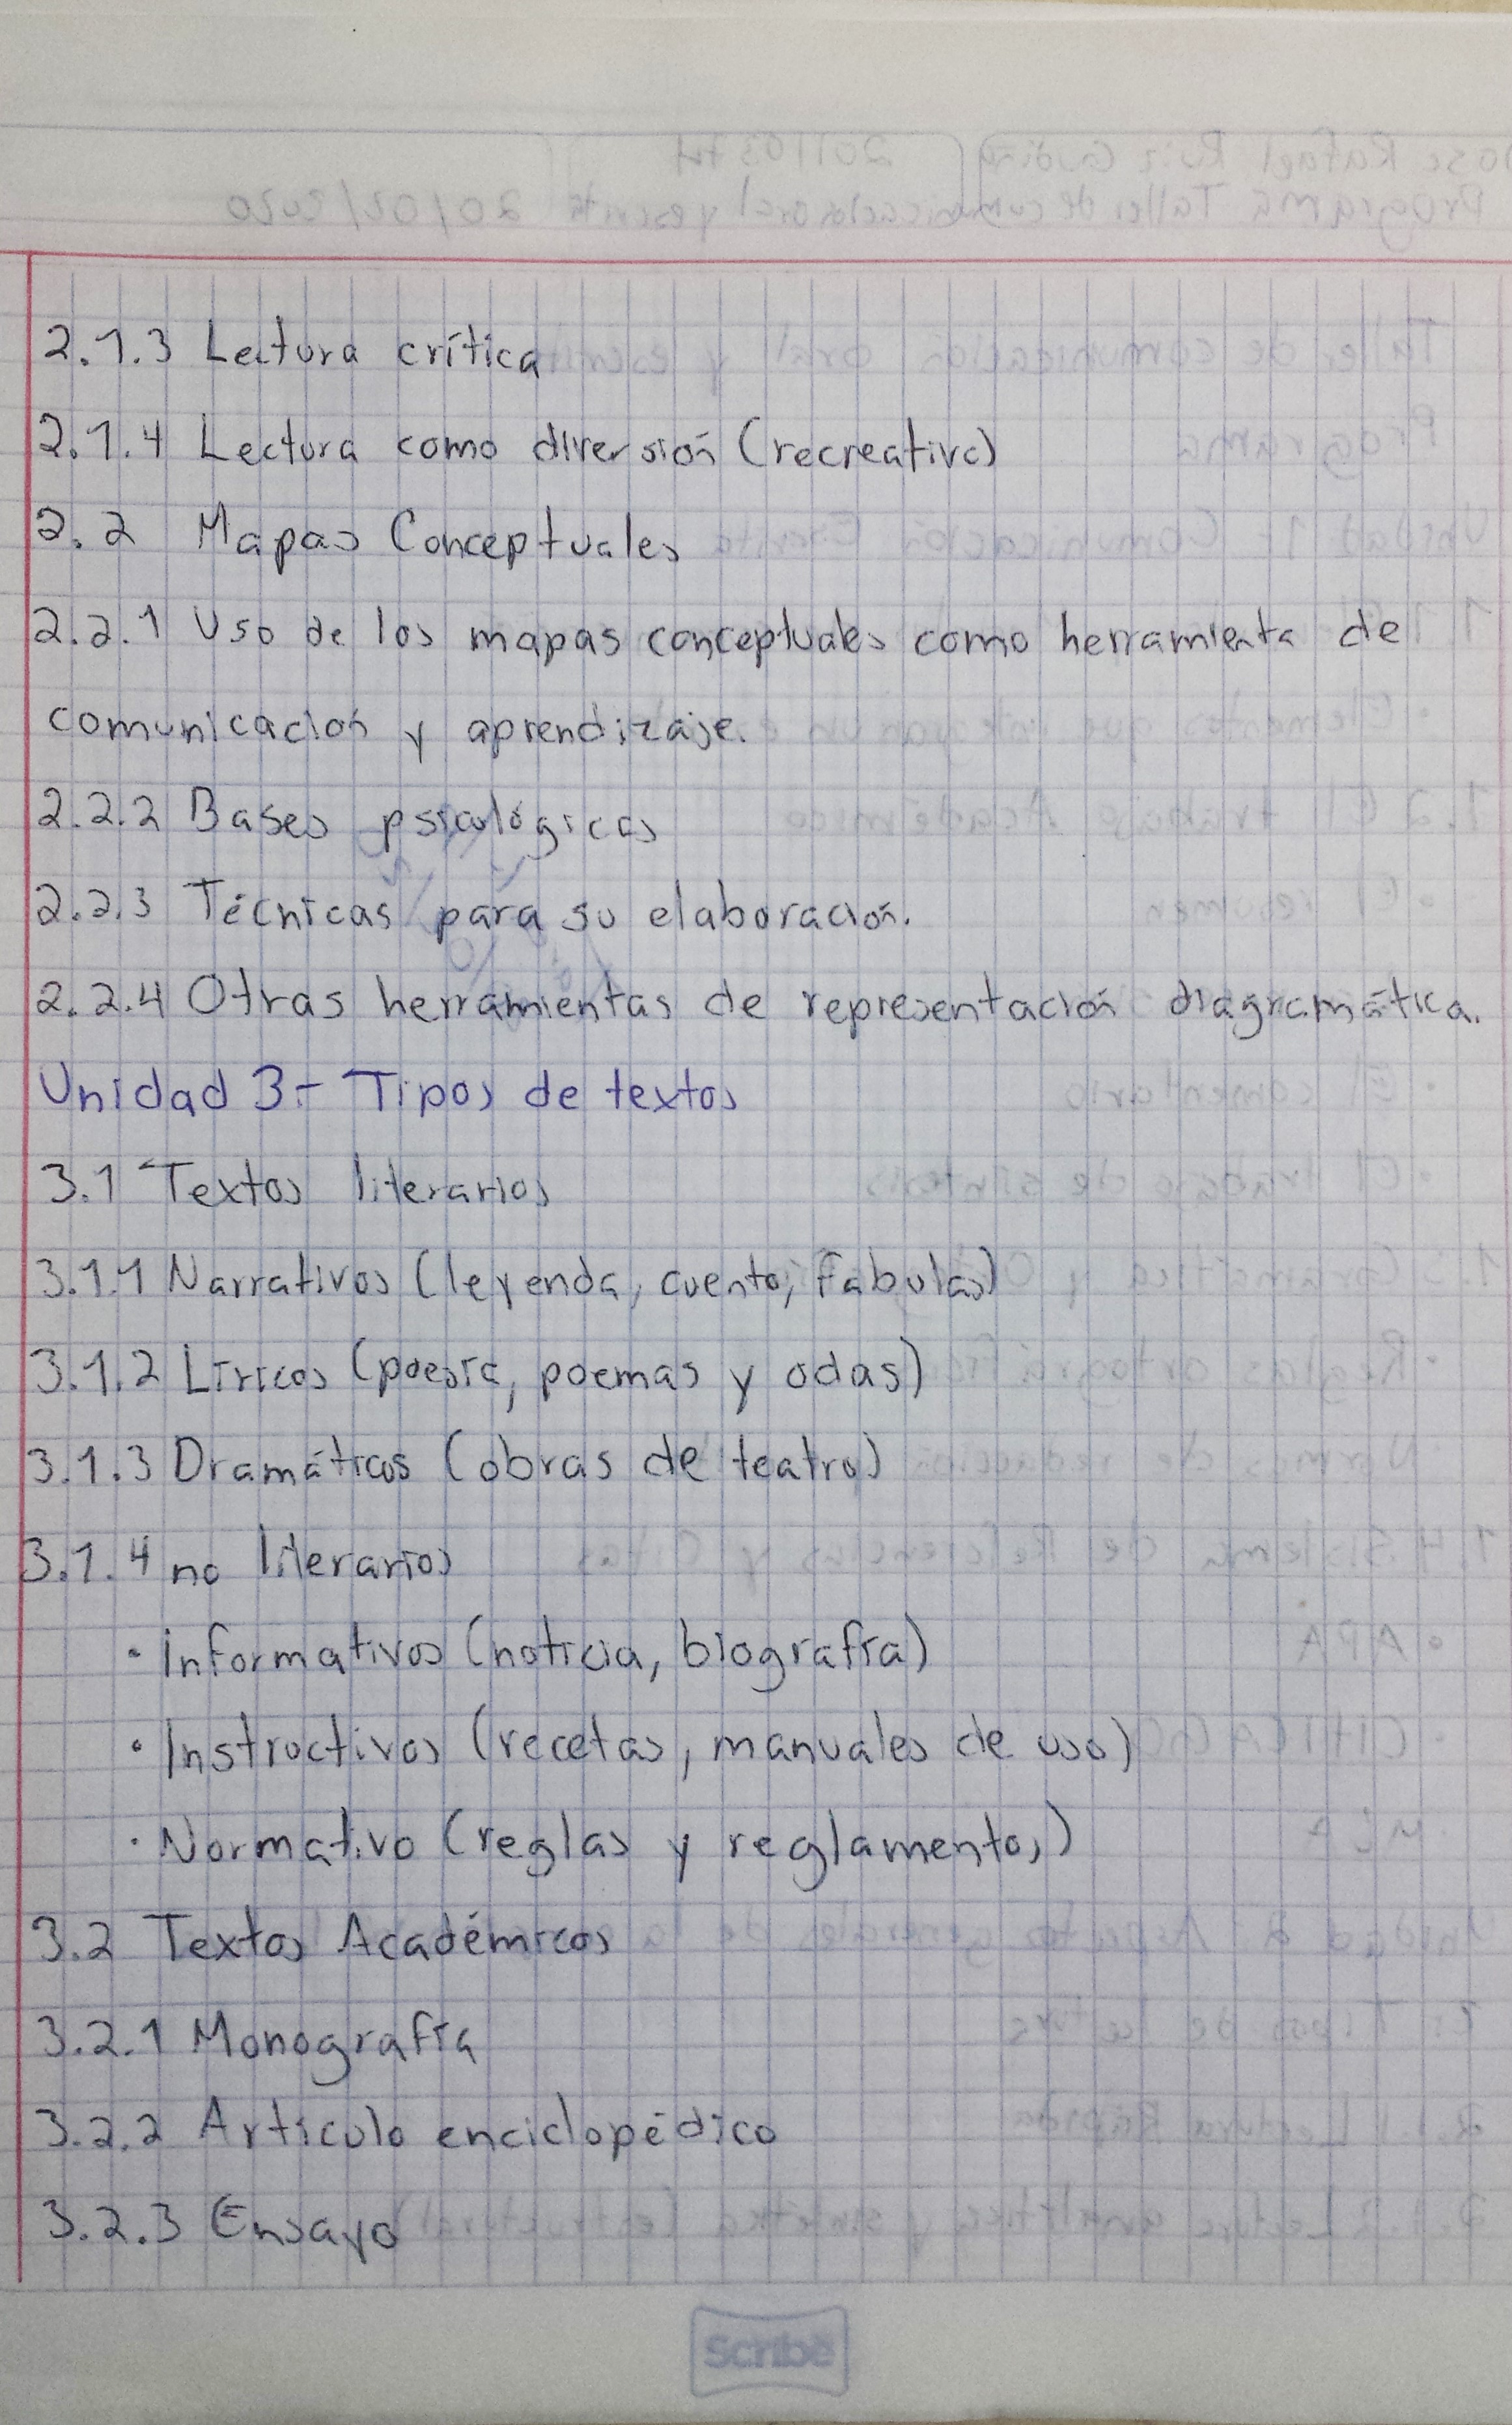 2.1.3 Lectura crítica
2.1.4 Lectura como diversión (recreativa)
2.2 Mapas Conceptuales
2.2.1 Uso de los mapas conceptuales como herramienta de
comunicación y aprendizaje.
2.2.2 Bases psicológicas
2.2.3 Técnicas para su elaboración.
2.2.4 Otras herramientas de representación diagramática.
Unidad 3.- Tipos de textos
3.1 Textos literarios
3.1.1 Narrativos (leyenda, cuento, fabulas)
3.1.2 Líricos (poesía, poemas y odas)
3.1.3 Dramáticos (obras de teatro)
3.1.4 no literarios
• Informativos (noticia, biografía)
• Instructivos (recetas, manuales de uso)
• Normativo (reglas y reglamentos)
3.2 Textos Académicos
3.2.1 Monografía
3.2.2 Artículo enciclopédico
3.2.3 Ensayo
Scribe